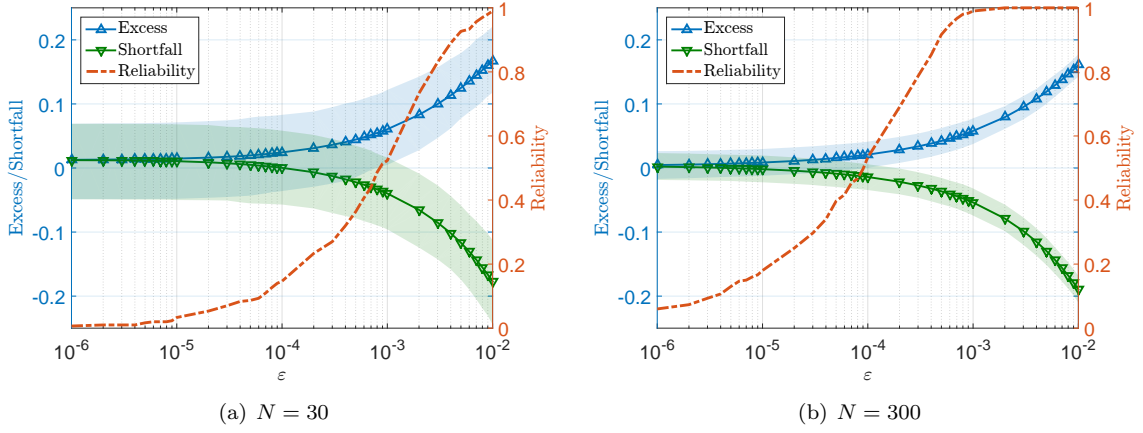 Excess
Shortfall
Reliability
Excess/Shortfall
0.2
0.1
0
-0.1
-0.2
1
0.8
0.6
0.4
0.2
0
Reliability
10^-6
10^-5
10^-4
10^-3
10^-2
ε
(a) N = 30
Excess
Shortfall
Reliability
Excess/Shortfall
0.2
0.1
0
-0.1
-0.2
1
0.8
0.6
0.4
0.2
0
Reliability
10^-6
10^-5
10^-4
10^-3
10^-2
ε
(b) N = 300